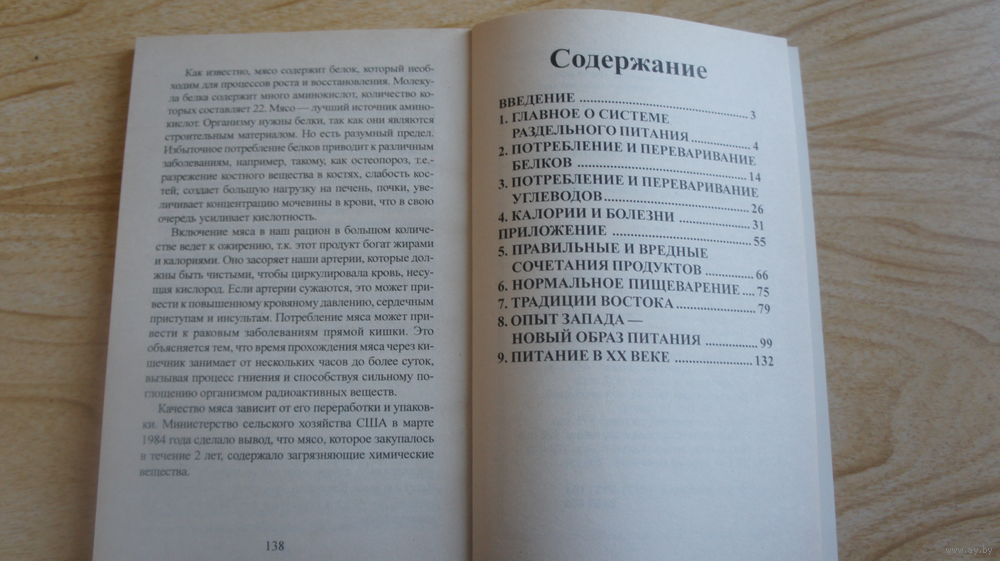 Как известно, мясо содержит белок, который необ-
ходим для процессов роста и восстановления. Молеку-
ла белка содержит много аминокислот, количество ко-
торых составляет 22. Мясо — лучший источник амино-
кислот. Организму нужны белки, так как они являются
строительным материалом. Но есть разумный предел.
Избыточное потребление белков приводит к различным
заболеваниям, например, такому, как остеопороз, т.е.-
разрежение костного вещества в костях, слабость кос-
тей; создает большую нагрузку на печень, почки, уве-
личивает концентрацию мочевины в крови, что в свою
очередь усиливает кислотность.
Включение мяса в наш рацион в большом количе-
стве ведет к ожирению, т.к. этот продукт богат жирами
и калориями. Оно засоряет наши артерии, которые дол-
жны быть чистыми, чтобы циркулировала кровь, несу-
щая кислород. Если артерии сужаются, это может при-
вести к повышенному кровяному давлению, сердечным
приступам и инсультам. Потребление мяса может при-
вести к раковым заболеваниям прямой кишки. Это
объясняется тем, что время прохождения мяса через ки-
шечник занимает от нескольких часов до более суток,
вызывая процесс гниения и способствуя сильному по-
глощению организмом радиоактивных веществ.
Качество мяса зависит от его переработки и упаков-
ки. Министерство сельского хозяйства США в марте
1984 года сделало вывод, что мясо, которое закупалось
в течение 2 лет, содержало загрязняющие химические
вещества.
138
Содержание
ВВЕДЕНИЕ ........ 3
1. ГЛАВНОЕ О СИСТЕМЕ
РАЗДЕЛЬНОГО ПИТАНИЯ ........ 4
2. ПОТРЕБЛЕНИЕ И ПЕРЕВАРИВАНИЕ
БЕЛКОВ ........ 14
3. ПОТРЕБЛЕНИЕ И ПЕРЕВАРИВАНИЕ
УГЛЕВОДОВ ........ 26
4. КАЛОРИИ И БОЛЕЗНИ ........ 31
ПРИЛОЖЕНИЕ ........ 55
5. ПРАВИЛЬНЫЕ И ВРЕДНЫЕ
СОЧЕТАНИЯ ПРОДУКТОВ ........ 66
6. НОРМАЛЬНОЕ ПИЩЕВАРЕНИЕ .... 75
7. ТРАДИЦИИ ВОСТОКА ........ 79
8. ОПЫТ ЗАПАДА —
НОВЫЙ ОБРАЗ ПИТАНИЯ ........ 99
9. ПИТАНИЕ В XX ВЕКЕ ........ 132
www.ay.by